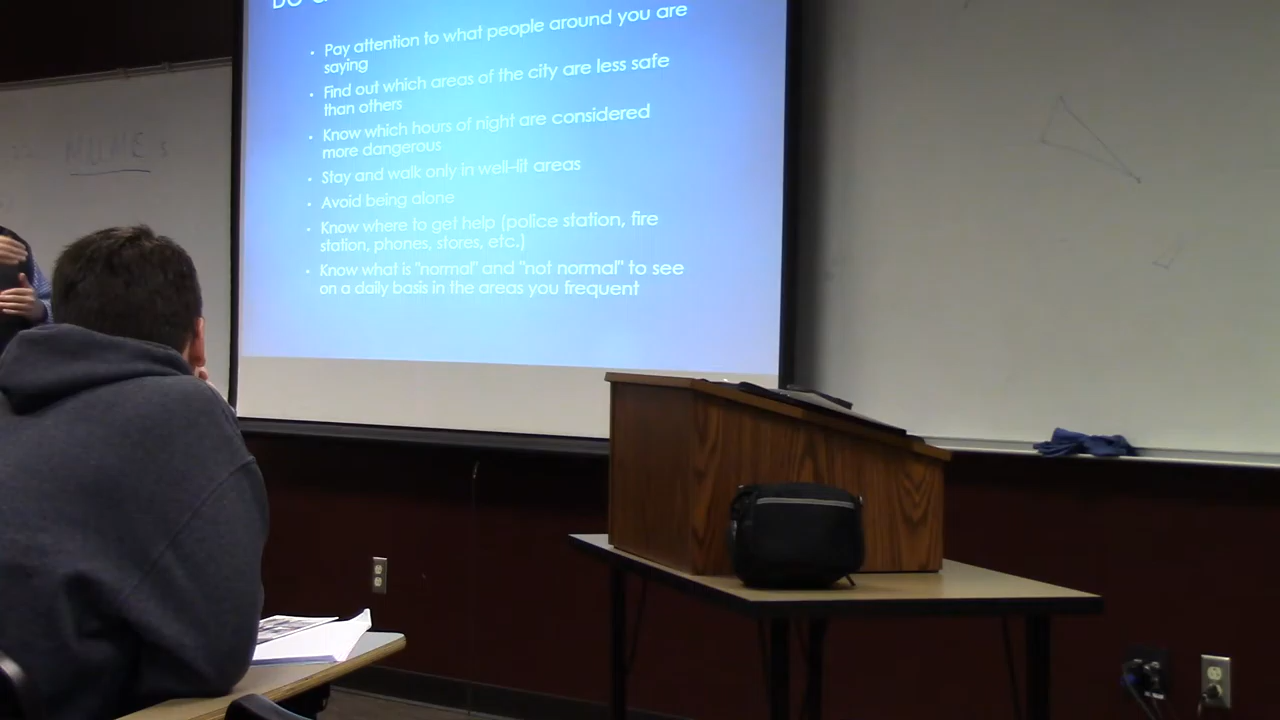 • Pay attention to what people around you are
saying
• Find out which areas of the city are less safe
than others
• Know which hours of night are considered
more dangerous
• Stay and walk only in well-lit areas
• Avoid being alone
• Know where to get help (police station, fire
station, phones, stores, etc.)
• Know what is "normal" and "not normal" to see
on a daily basis in the areas you frequent